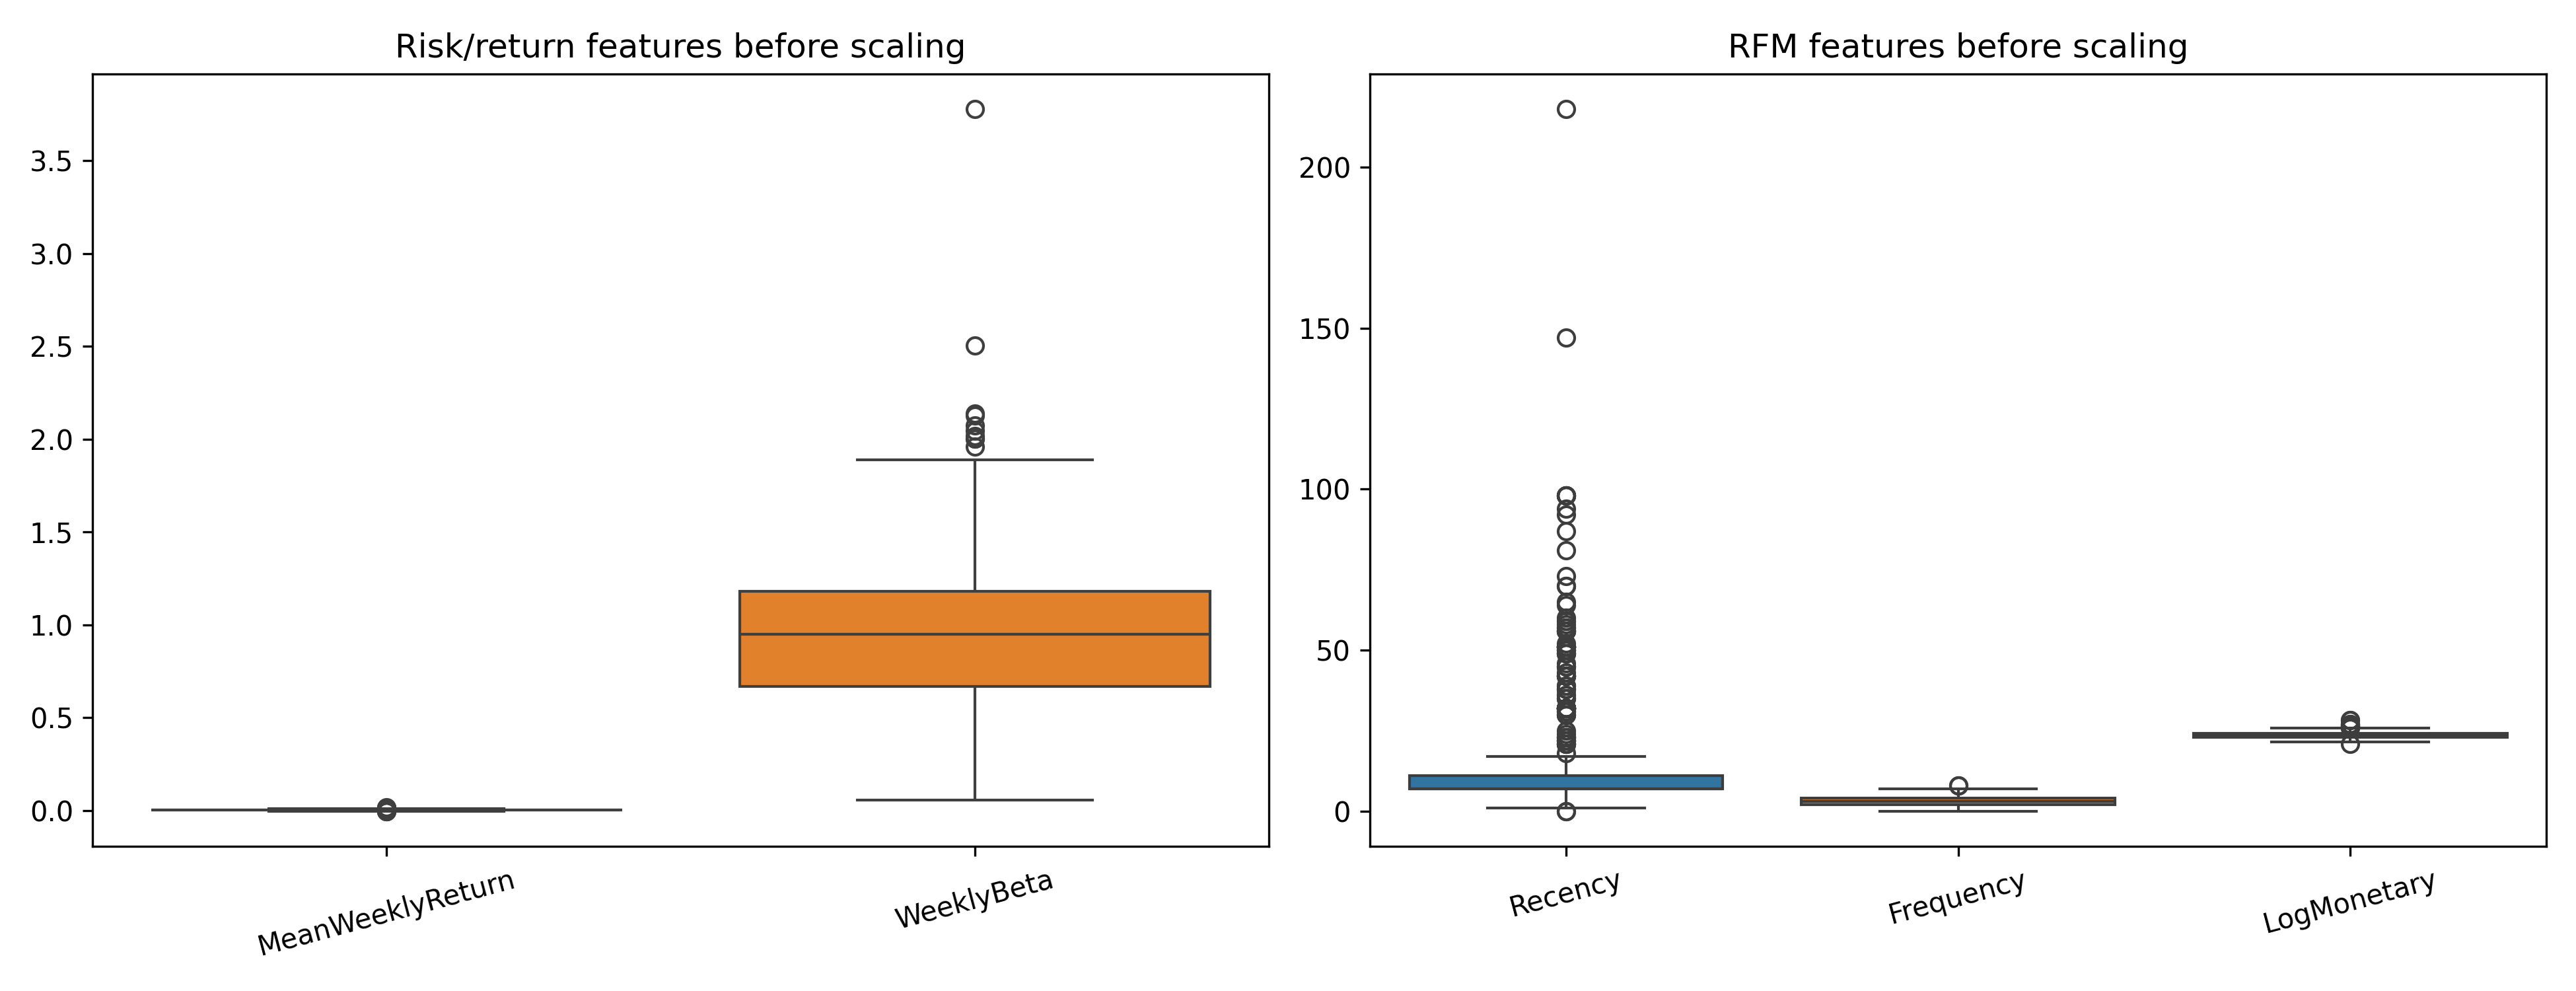 Risk/return features before scaling
3.5
3.0
2.5
2.0
1.5
1.0
0.5
0.0
MeanWeeklyReturn
WeeklyBeta
RFM features before scaling
200
150
100
50
0
Recency
Frequency
LogMonetary